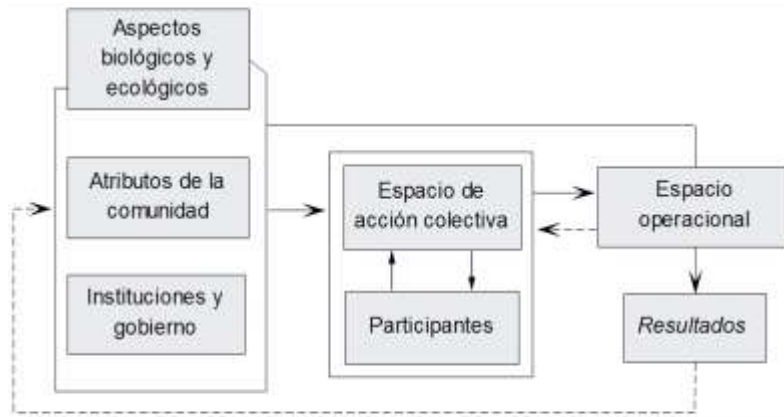 Aspectos
biológicos y
ecológicos
Atributos de la
comunidad
Instituciones y
gobierno
Espacio de
acción colectiva
Participantes
Espacio
operacional
Resultados